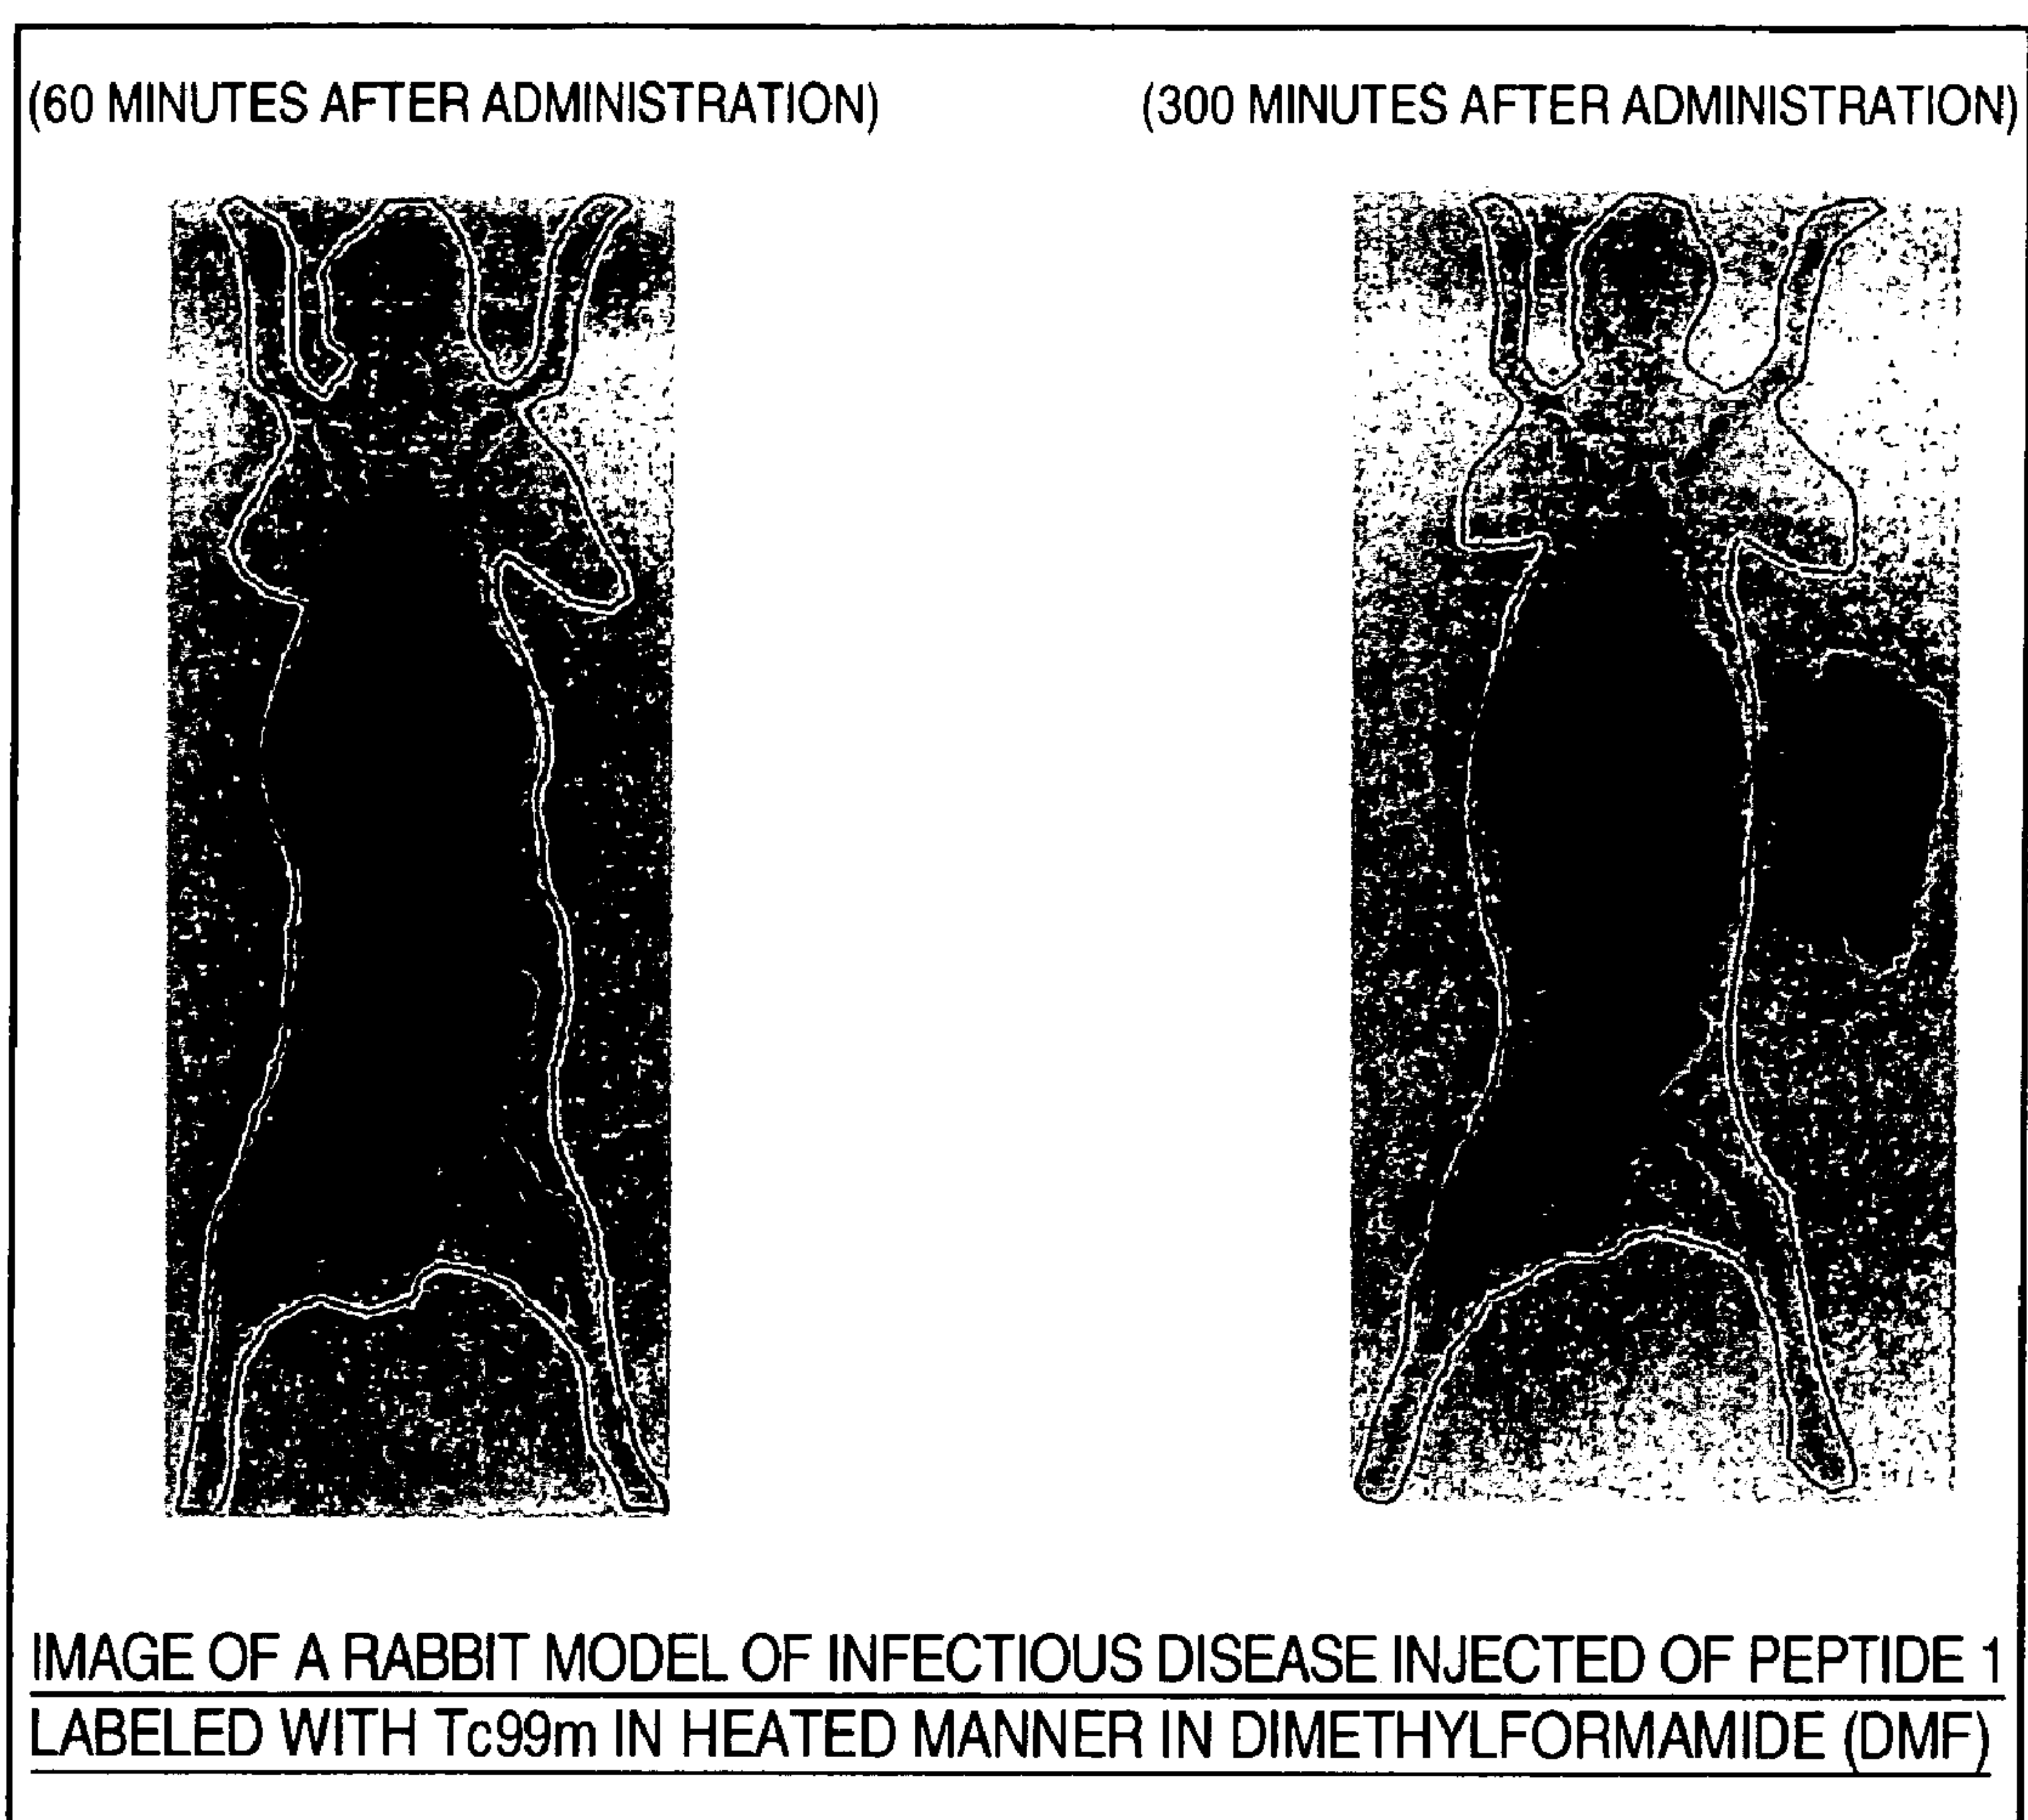 (60 MINUTES AFTER ADMINISTRATION)
(300 MINUTES AFTER ADMINISTRATION)
IMAGE OF A RABBIT MODEL OF INFECTIOUS DISEASE INJECTED OF PEPTIDE 1
LABELED WITH Tc99m IN HEATED MANNER IN DIMETHYLFORMAMIDE (DMF)